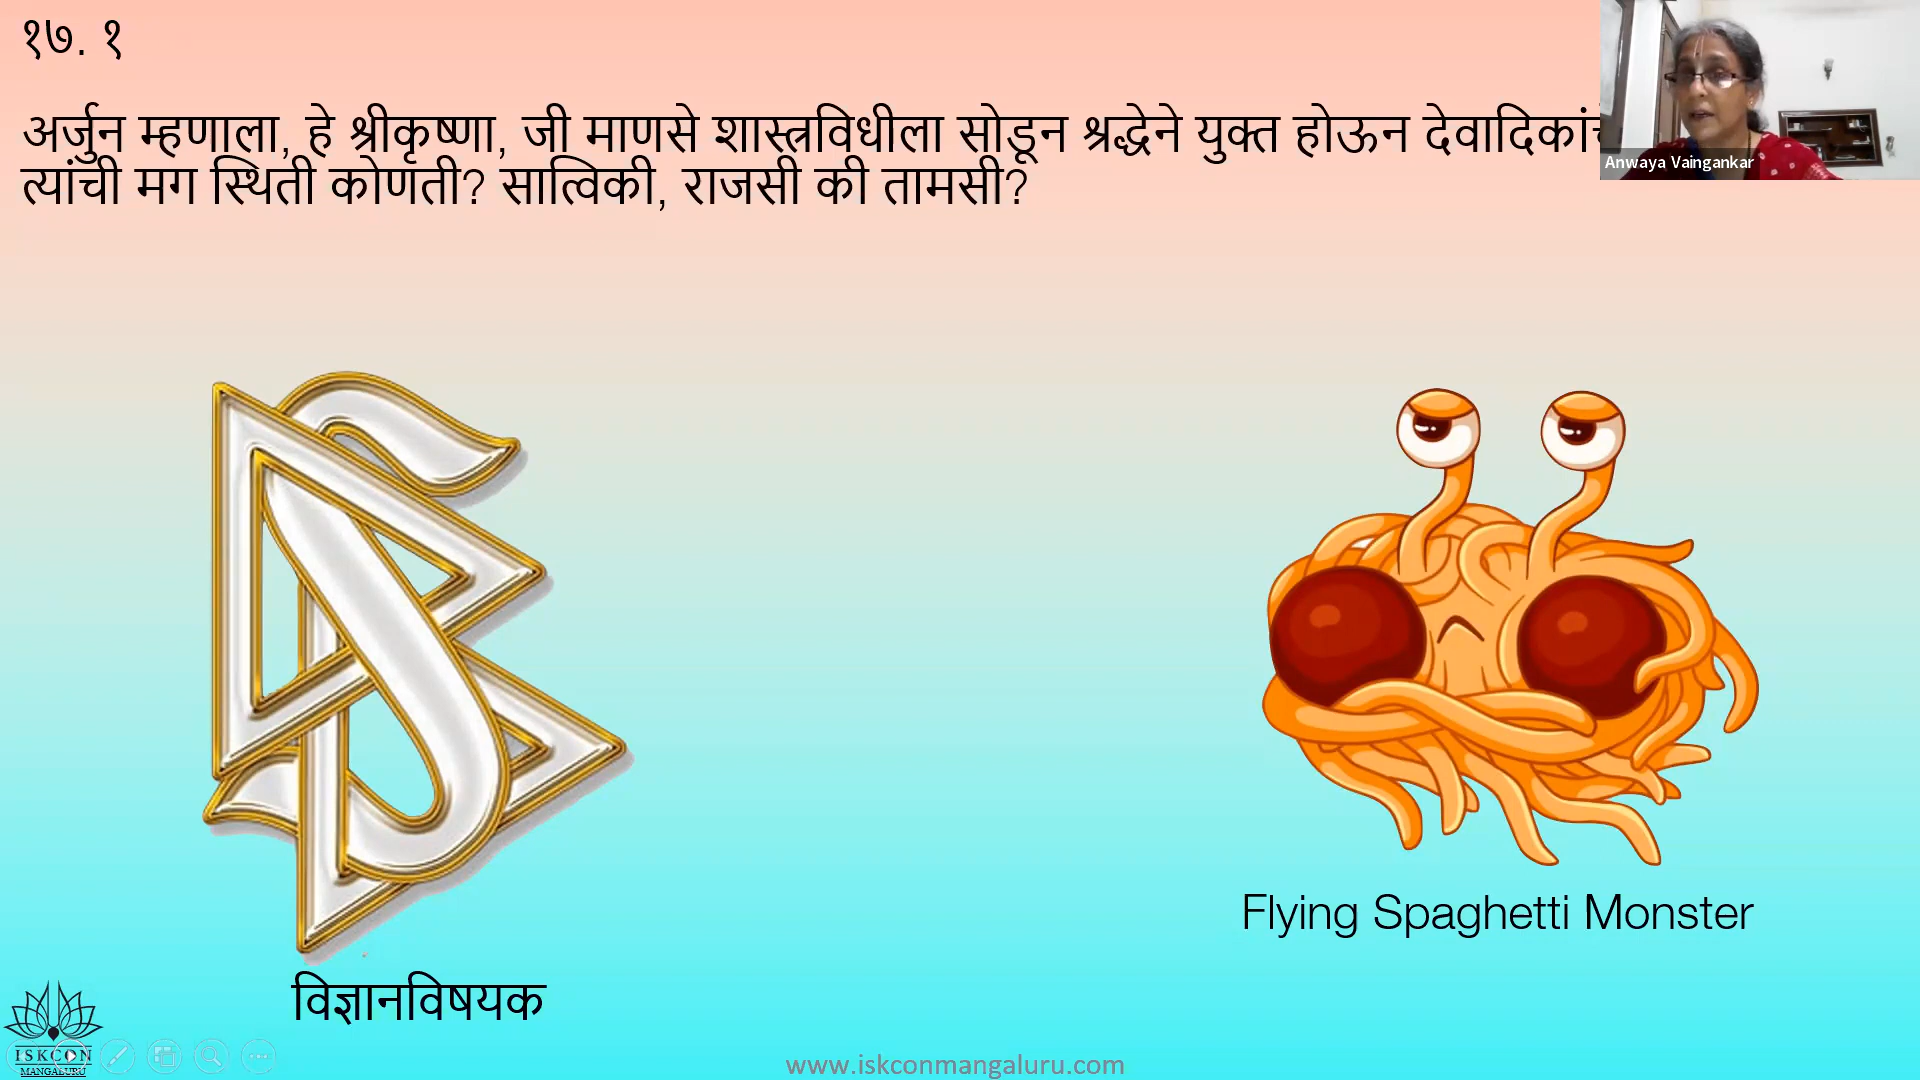 १७. १
अर्जुन म्हणाला, हे श्रीकृष्णा, जी माणसे शास्त्रविधीला सोडून श्रद्धेने युक्त होऊन
त्यांची मग स्थिती कोणती? सात्विकी, राजसी की तामसी?
Anwaya Vaingankar
Flying Spaghetti Monster
विज्ञानविषयक
ISKCON
MANGALURU
www.iskconmangaluru.com